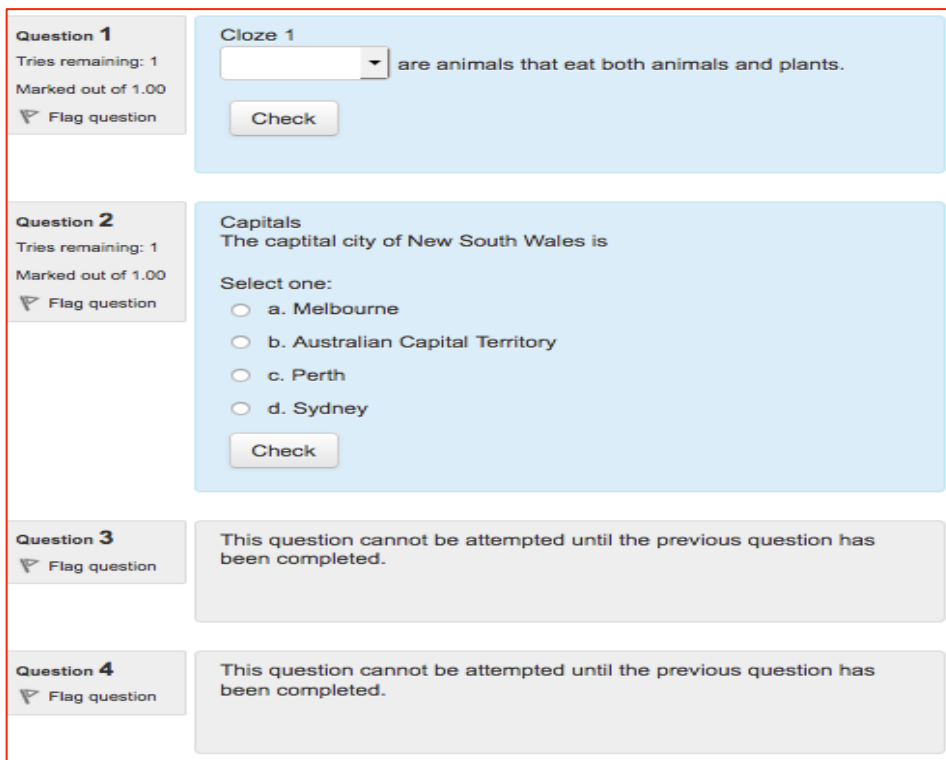 Question 1
Tries remaining: 1
Marked out of 1.00
Flag question
Cloze 1
are animals that eat both animals and plants.
Check
Question 2
Tries remaining: 1
Marked out of 1.00
Flag question
Capitals
The captital city of New South Wales is
Select one:
a. Melbourne
b. Australian Capital Territory
c. Perth
d. Sydney
Check
Question 3
Flag question
This question cannot be attempted until the previous question has
been completed.
Question 4
Flag question
This question cannot be attempted until the previous question has
been completed.